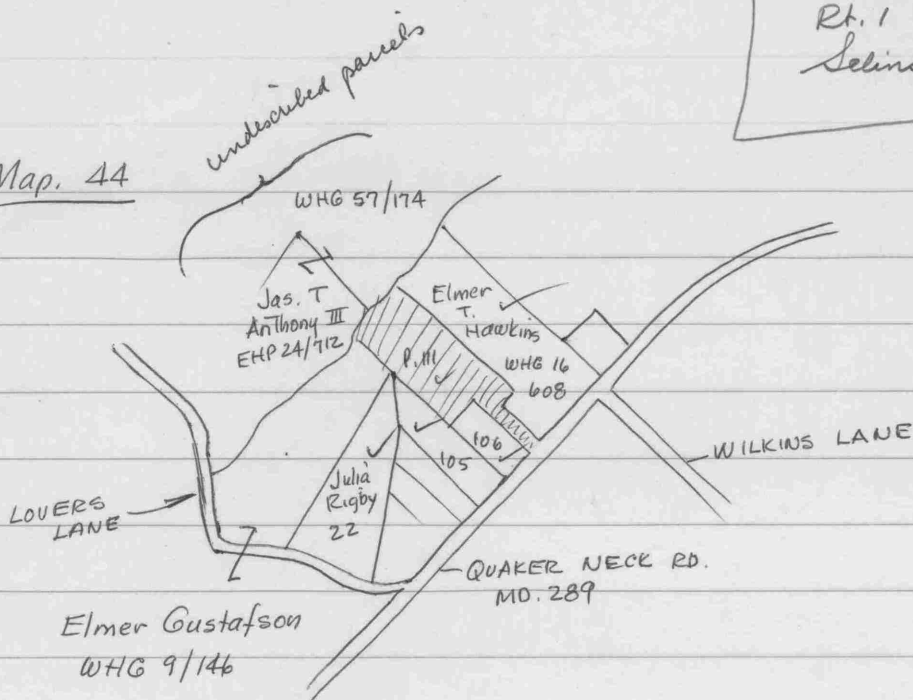 Rt. 1
undescribed parcels
Map. 44
WHG 57/174
Jas. T
Anthony III
EHP 24/712
Elmer
T.
Hawkins
WHG 16
608
P. 111
106
105
Julia
Rigby
22
WILKINS LANE
LOVERS
LANE
QUAKER NECK RD.
MD. 289
Elmer Gustafson
WHG 9/146